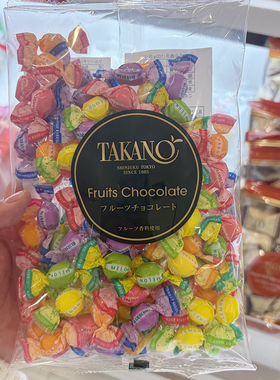 TAKANO
SHINJUKU TOKYO
SINCE 1885
Fruits Chocolate
フルーツチョコレート
フルーツ香料使用